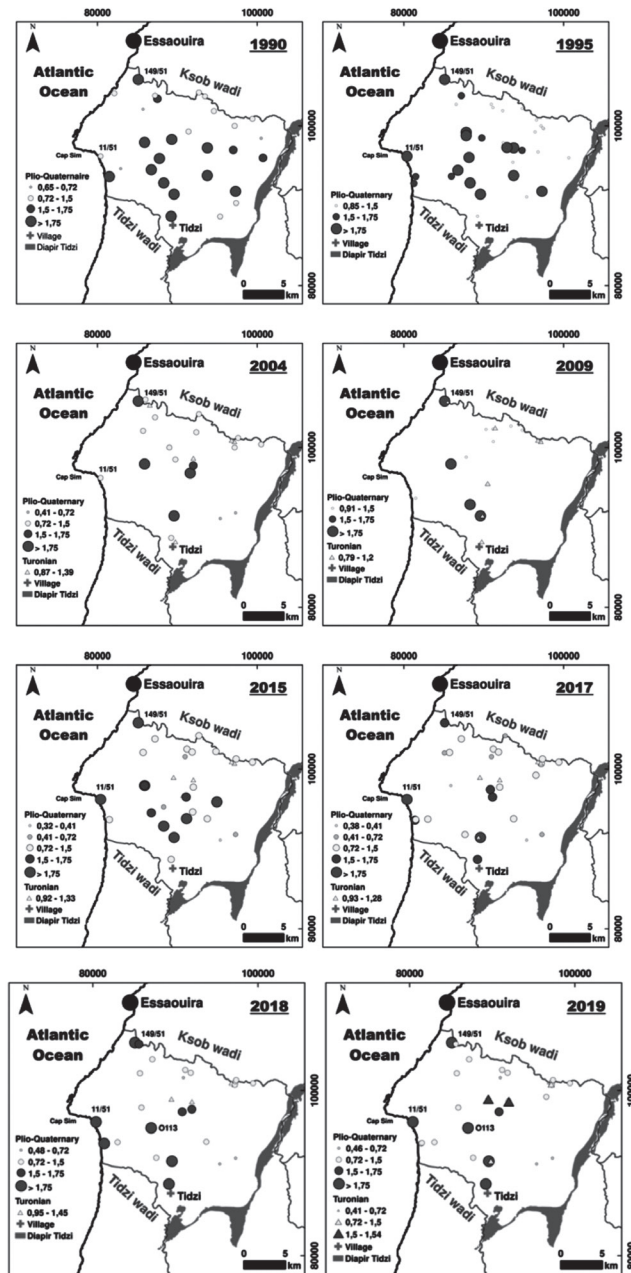 80000 100000
N
Essaouira
1990
149/51
Ksob wadi
Atlantic
Ocean
100000
11/51
Cap Sim
Plio-Quaternaire
0,65 - 0,72
0,72 - 1,5
1,5 - 1,75
> 1,75
Village
Diapir Tidzi
Tidzi wadi
Tidzi
0 5
km
80000
80000 100000
N
Essaouira
1995
149/51
Ksob wadi
Atlantic
Ocean
100000
11/51
Cap Sim
Plio-Quaternary
0,85 - 1,5
1,5 - 1,75
> 1,75
Village
Diapir Tidzi
Tidzi wadi
Tidzi
0 5
km
80000
80000 100000
N
Essaouira
2004
149/51
Ksob wadi
Atlantic
Ocean
100000
11/51
Cap Sim
Plio-Quaternary
0,41 - 0,72
0,72 - 1,5
1,5 - 1,75
> 1,75
Turonian
0,87 - 1,39
Village
Diapir Tidzi
Tidzi wadi
Tidzi
0 5
km
80000
80000 100000
N
Essaouira
2009
149/51
Ksob wadi
Atlantic
Ocean
100000
Cap Sim
Plio-Quaternary
0,91 - 1,5
1,5 - 1,75
> 1,75
Turonian
0,79 - 1,2
Village
Diapir Tidzi
Tidzi wadi
Tidzi
0 5
km
80000
80000 100000
N
Essaouira
2015
149/51
Ksob wadi
Atlantic
Ocean
100000
11/51
Cap Sim
Plio-Quaternary
0,32 - 0,41
0,41 - 0,72
0,72 - 1,5
1,5 - 1,75
> 1,75
Turonian
0,92 - 1,33
Village
Diapir Tidzi
Tidzi wadi
Tidzi
0 5
km
80000
80000 100000
N
Essaouira
2017
149/51
Ksob wadi
Atlantic
Ocean
100000
11/51
Cap Sim
Plio-Quaternary
0,38 - 0,41
0,41 - 0,72
0,72 - 1,5
1,5 - 1,75
> 1,75
Turonian
0,93 - 1,28
Village
Diapir Tidzi
Tidzi wadi
Tidzi
0 5
km
80000
80000 100000
N
Essaouira
2018
149/51
Ksob wadi
Atlantic
Ocean
100000
11/51
Cap Sim
O113
Plio-Quaternary
0,48 - 0,72
0,72 - 1,5
1,5 - 1,75
> 1,75
Turonian
0,95 - 1,45
Village
Diapir Tidzi
Tidzi wadi
Tidzi
0 5
km
80000
80000 100000
N
Essaouira
2019
149/51
Ksob wadi
Atlantic
Ocean
100000
11/51
Cap Sim
O113
Plio-Quaternary
0,46 - 0,72
0,72 - 1,5
1,5 - 1,75
> 1,75
Turonian
0,41 - 0,72
0,72 - 1,5
1,5 - 1,54
Village
Diapir Tidzi
Tidzi wadi
Tidzi
0 5
km
80000